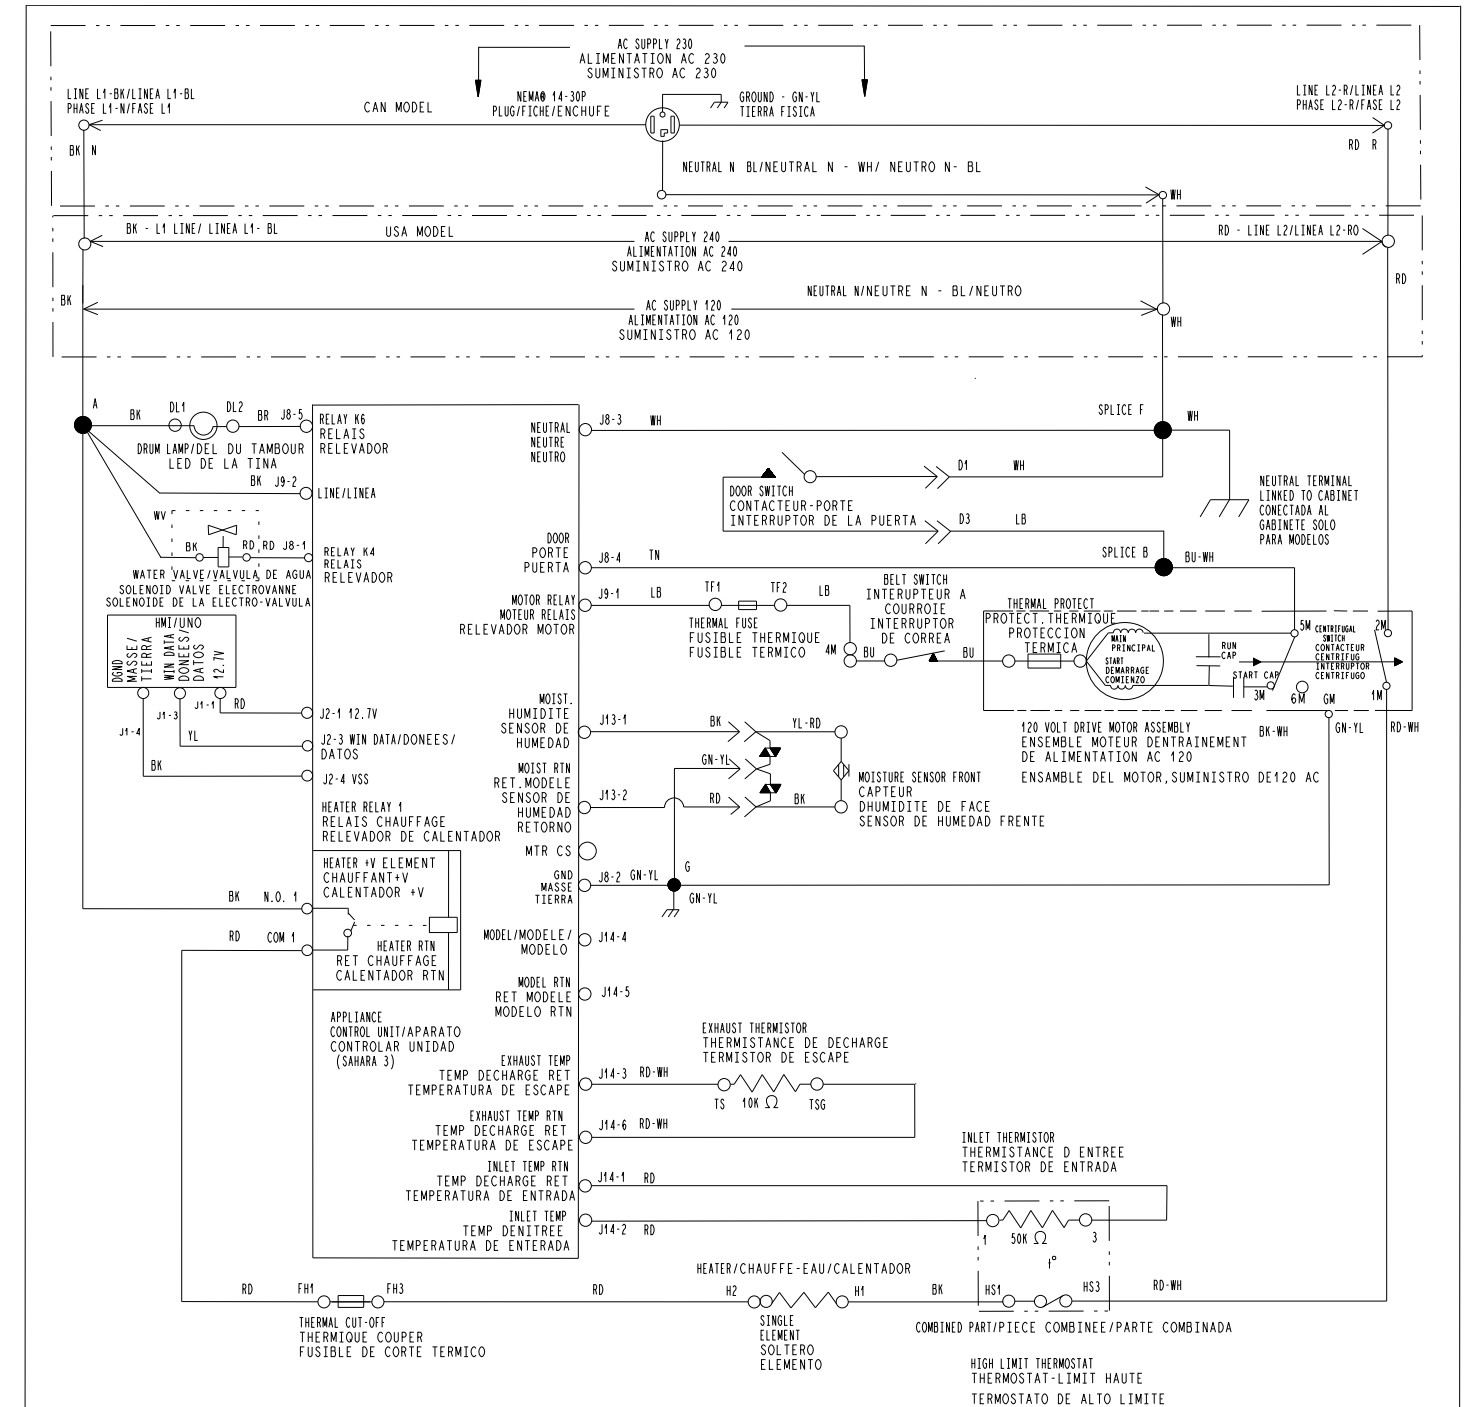 AC SUPPLY 230
ALIMENTATION AC 230
SUMINISTRO AC 230
LINE L1-BK/LINEA L1-BL
PHASE L1-N/FASE L1
CAN MODEL
NEMA® 14-30P
PLUG/FICHE/ENCHUFE
GROUND - GN-YL
TIERRA FISICA
LINE L2-R/LINEA L2
PHASE L2-R/FASE L2
BK N
RD R
NEUTRAL N BL/NEUTRAL N - WH/ NEUTRO N- BL
WH
BK - L1 LINE/ LINEA L1- BL
USA MODEL
AC SUPPLY 240
ALIMENTATION AC 240
SUMINISTRO AC 240
RD - LINE L2/LINEA L2-RO
RD
BK
NEUTRAL N/NEUTRE N - BL/NEUTRO
AC SUPPLY 120
ALIMENTATION AC 120
SUMINISTRO AC 120
WH
A
BK
DL1
DL2
BR
J8-5
RELAY K6
RELAIS
RELEVADOR
DRUM LAMP/DEL DU TAMBOUR
LED DE LA TINA
BK J9-2
LINE/LINEA
WV
BK
RD
RD
J8-1
RELAY K4
RELAIS
RELEVADOR
WATER VALVE/VALVULA DE AGUA
SOLENOID VALVE ELECTROVANNE
SOLENOIDE DE LA ELECTRO-VALVULA
HMI/UNO
DGND
MASSE/
TIERRA
WIN DATA
DONEES/
DATOS
12.7V
J1-4
J1-3
J1-1
RD
YL
BK
J2-1 12.7V
J2-3 WIN DATA/DONEES/
DATOS
J2-4 VSS
HEATER RELAY 1
RELAIS CHAUFFAGE
RELEVADOR DE CALENTADOR
HEATER +V ELEMENT
CHAUFFANT+V
CALENTADOR +V
BK
N.O. 1
RD
COM 1
HEATER RTN
RET CHAUFFAGE
CALENTADOR RTN
APPLIANCE
CONTROL UNIT/APARATO
CONTROLAR UNIDAD
(SAHARA 3)
NEUTRAL
NEUTRE
NEUTRO
J8-3
WH
SPLICE F
WH
D1
WH
DOOR SWITCH
CONTACTEUR-PORTE
INTERRUPTOR DE LA PUERTA
D3
LB
NEUTRAL TERMINAL
LINKED TO CABINET
CONECTADA AL
GABINETE SOLO
PARA MODELOS
DOOR
PORTE
PUERTA
J8-4
TN
SPLICE B
BU-WH
MOTOR RELAY
MOTEUR RELAIS
RELEVADOR MOTOR
J9-1
LB
TF1
TF2
LB
THERMAL FUSE
FUSIBLE THERMIQUE
FUSIBLE TERMICO
4M
BU
BELT SWITCH
INTERRUPTEUR A
COURROIE
INTERRUPTOR
DE CORREA
BU
THERMAL PROTECT
PROTECT.THERMIQUE
PROTECCION
TERMICA
MAIN
PRINCIPAL
START
DEMARRAGE
COMIENZO
RUN
CAP
START CAP
5M
3M
6M
GM
2M
1M
CENTRIFUGAL
SWITCH
CONTACTEUR
CENTRIFUG
INTERRUPTOR
CENTRIFUGO
120 VOLT DRIVE MOTOR ASSEMBLY
ENSEMBLE MOTEUR DENTRAINEMENT
DE ALIMENTATION AC 120
ENSAMBLE DEL MOTOR,SUMINISTRO DE120 AC
BK-WH
GN-YL
RD-WH
MOIST.
HUMIDITE
SENSOR DE
HUMEDAD
J13-1
BK
YL-RD
GN-YL
MOIST RTN
RET.MODELE
SENSOR DE
HUMEDAD
RETORNO
J13-2
RD
BK
MOISTURE SENSOR FRONT
CAPTEUR
DHUMIDITE DE FACE
SENSOR DE HUMEDAD FRENTE
MTR CS
GND
MASSE
TIERRA
J8-2
GN-YL
G
GN-YL
MODEL/MODELE/
MODELO
J14-4
MODEL RTN
RET MODELE
MODELO RTN
J14-5
EXHAUST THERMISTOR
THERMISTANCE DE DECHARGE
TERMISTOR DE ESCAPE
EXHAUST TEMP
TEMP DECHARGE RET
TEMPERATURA DE ESCAPE
J14-3
RD-WH
TS
10K Ω
TSG
EXHAUST TEMP RTN
TEMP DECHARGE RET
TEMPERATURA DE ESCAPE
J14-6
RD-WH
INLET THERMISTOR
THERMISTANCE D ENTREE
TERMISTOR DE ENTRADA
INLET TEMP RTN
TEMP DECHARGE RET
TEMPERATURA DE ENTRADA
J14-1
RD
INLET TEMP
TEMP DENITREE
TEMPERATURA DE ENTERADA
J14-2
RD
1
50K Ω
3
t°
RD
FH1
FH3
THERMAL CUT-OFF
THERMIQUE COUPER
FUSIBLE DE CORTE TERMICO
RD
HEATER/CHAUFFE-EAU/CALENTADOR
H2
H1
SINGLE
ELEMENT
SOLTERO
ELEMENTO
BK
HS1
HS3
RD-WH
COMBINED PART/PIECE COMBINEE/PARTE COMBINADA
HIGH LIMIT THERMOSTAT
THERMOSTAT-LIMIT HAUTE
TERMOSTATO DE ALTO LIMITE